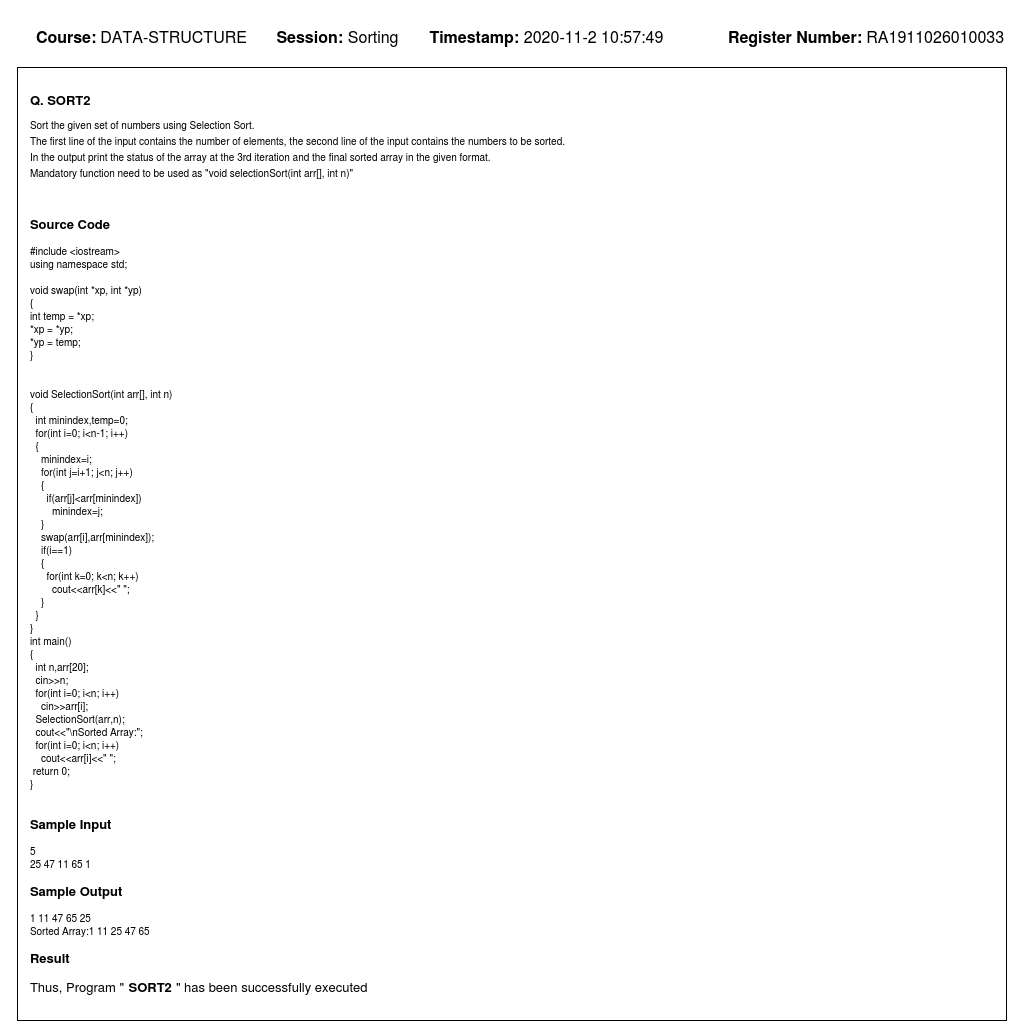 Course: DATA-STRUCTURE Session: Sorting Timestamp: 2020-11-2 10:57:49 Register Number: RA1911026010033
Q. SORT2
Sort the given set of numbers using Selection Sort.
The first line of the input contains the number of elements, the second line of the input contains the numbers to be sorted.
In the output print the status of the array at the 3rd iteration and the final sorted array in the given format.
Mandatory function need to be used as "void selectionSort(int arr[], int n)"
Source Code
#include <iostream>
using namespace std;
void swap(int *xp, int *yp)
{
int temp = *xp;
*xp = *yp;
*yp = temp;
}
void SelectionSort(int arr[], int n)
{
int minindex,temp=0;
for(int i=0; i<n-1; i++)
{
minindex=i;
for(int j=i+1; j<n; j++)
{
if(arr[j]<arr[minindex])
minindex=j;
}
swap(arr[i],arr[minindex]);
if(i==1)
{
for(int k=0; k<n; k++)
cout<<arr[k]<<" ";
}
}
}
int main()
{
int n,arr[20];
cin>>n;
for(int i=0; i<n; i++)
cin>>arr[i];
SelectionSort(arr,n);
cout<<"\nSorted Array:";
for(int i=0; i<n; i++)
cout<<arr[i]<<" ";
return 0;
}
Sample Input
5
25 47 11 65 1
Sample Output
1 11 47 65 25
Sorted Array:1 11 25 47 65
Result
Thus, Program " SORT2 " has been successfully executed